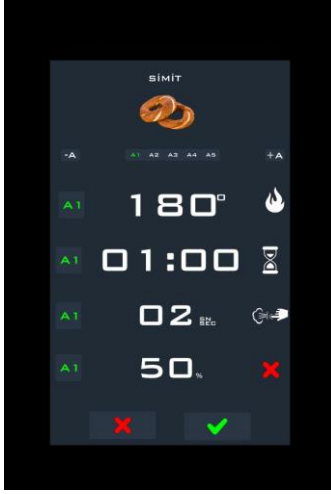 SİMİT
-A A1 A2 A3 A4 A5 +A
A1 180°
A1 01:00
A1 02 SN SEC
A1 50 %